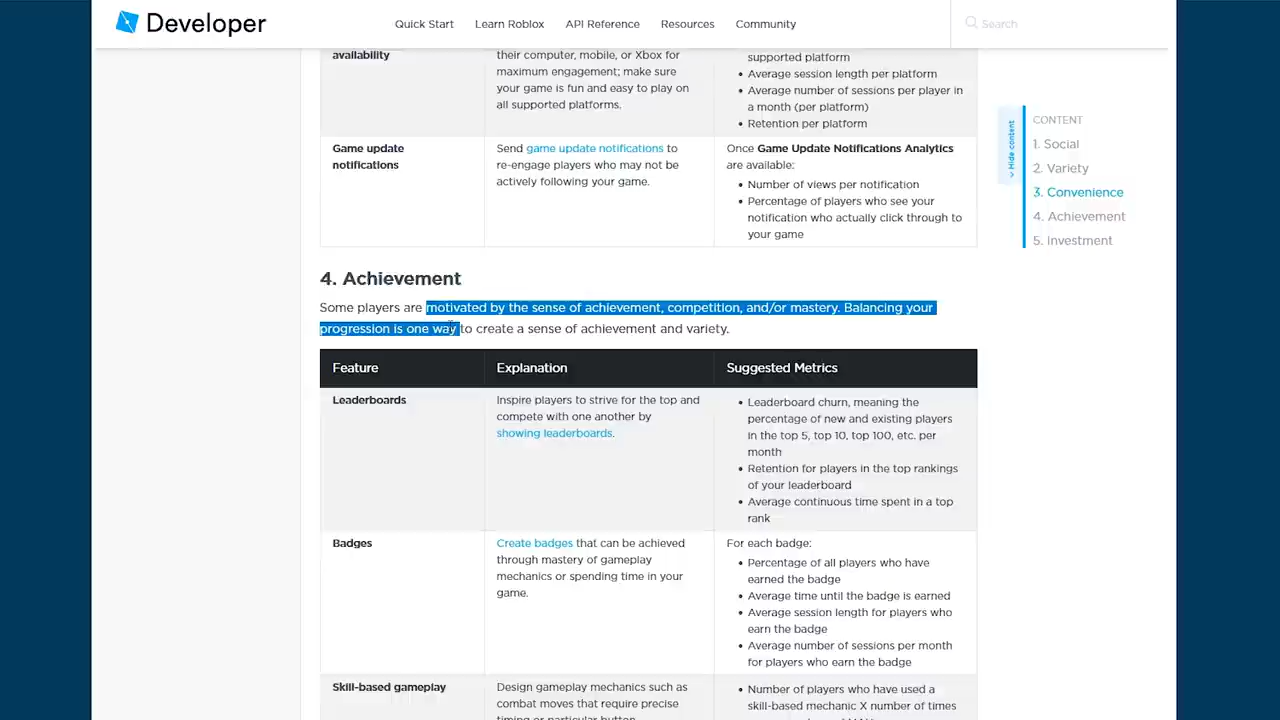 Developer
Quick Start
Learn Roblox
API Reference
Resources
Community
Search
availability
their computer, mobile, or Xbox for
maximum engagement; make sure
your game is fun and easy to play on
all supported platforms.
supported platform
• Average session length per platform
• Average number of sessions per player in
a month (per platform)
• Retention per platform
Game update
notifications
Send game update notifications to
re-engage players who may not be
actively following your game.
Once Game Update Notifications Analytics
are available:
• Number of views per notification
• Percentage of players who see your
notification who actually click through to
your game
Hide content
CONTENT
1. Social
2. Variety
3. Convenience
4. Achievement
5. Investment
4. Achievement
Some players are motivated by the sense of achievement, competition, and/or mastery. Balancing your
progression is one way to create a sense of achievement and variety.
Feature
Explanation
Suggested Metrics
Leaderboards
Inspire players to strive for the top and
compete with one another by
showing leaderboards.
• Leaderboard churn, meaning the
percentage of new and existing players
in the top 5, top 10, top 100, etc. per
month
• Retention for players in the top rankings
of your leaderboard
• Average continuous time spent in a top
rank
Badges
Create badges that can be achieved
through mastery of gameplay
mechanics or spending time in your
game.
For each badge:
• Percentage of all players who have
earned the badge
• Average time until the badge is earned
• Average session length for players who
earn the badge
• Average number of sessions per month
for players who earn the badge
Skill-based gameplay
Design gameplay mechanics such as
combat moves that require precise
timing or particular button
• Number of players who have used a
skill-based mechanic X number of times